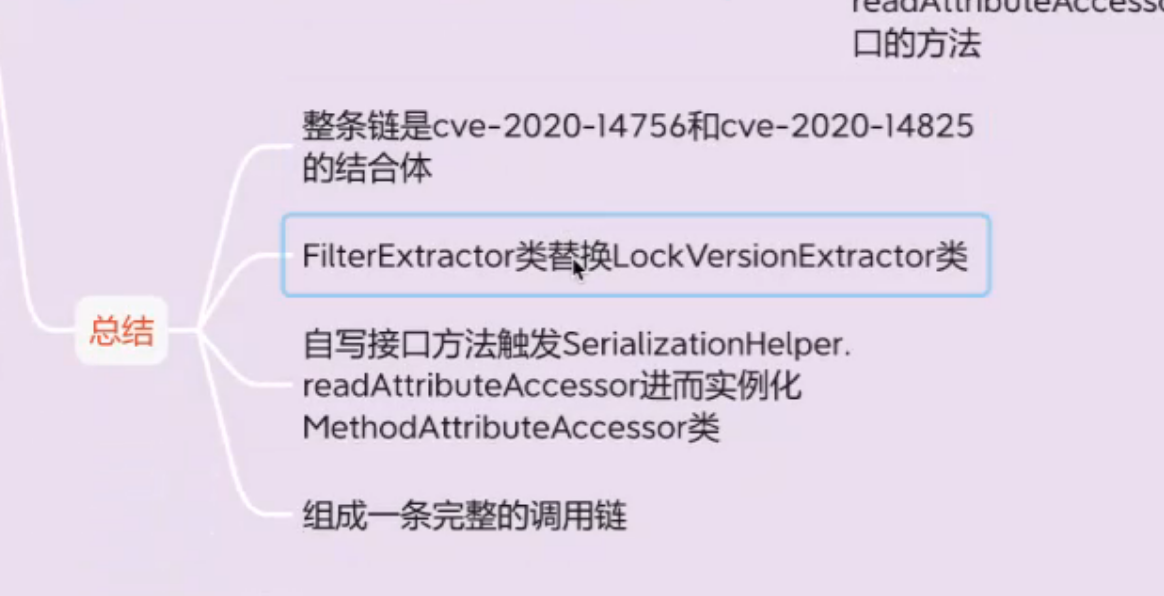 口的方法
整条链是cve-2020-14756和cve-2020-14825
的结合体
FilterExtractor类替换LockVersionExtractor类
总结
自写接口方法触发SerializationHelper.
readAttributeAccessor进而实例化
MethodAttributeAccessor类
组成一条完整的调用链